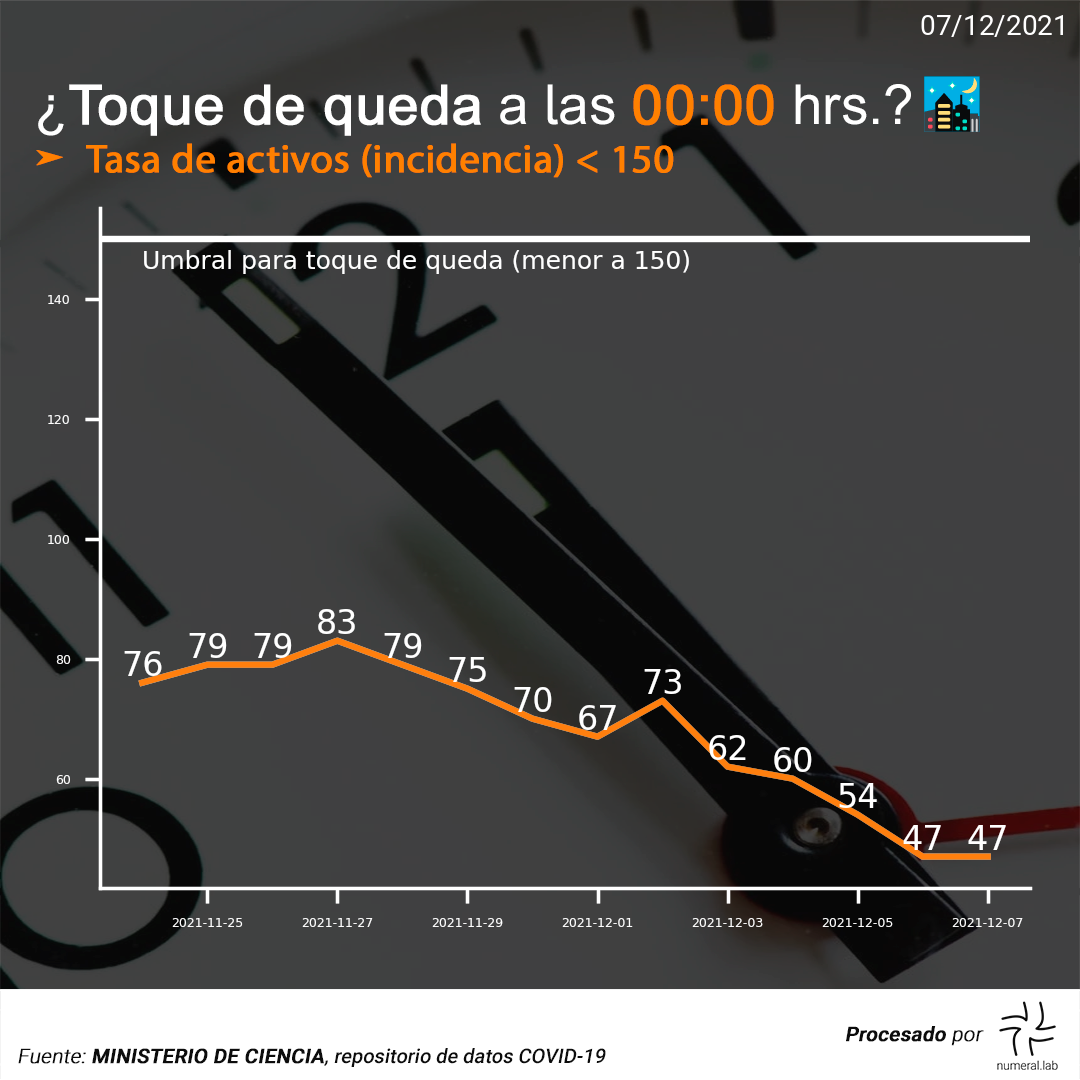 07/12/2021
¿Toque de queda a las 00:00 hrs.?
➤ Tasa de activos (incidencia) < 150
Umbral para toque de queda (menor a 150)
140
120
100
80
60
76 79 79 83 79 75 70 67 73 62 60 54 47 47
2021-11-25 2021-11-27 2021-11-29 2021-12-01 2021-12-03 2021-12-05 2021-12-07
Fuente: MINISTERIO DE CIENCIA, repositorio de datos COVID-19
Procesado por
numeral.lab
12
1
11